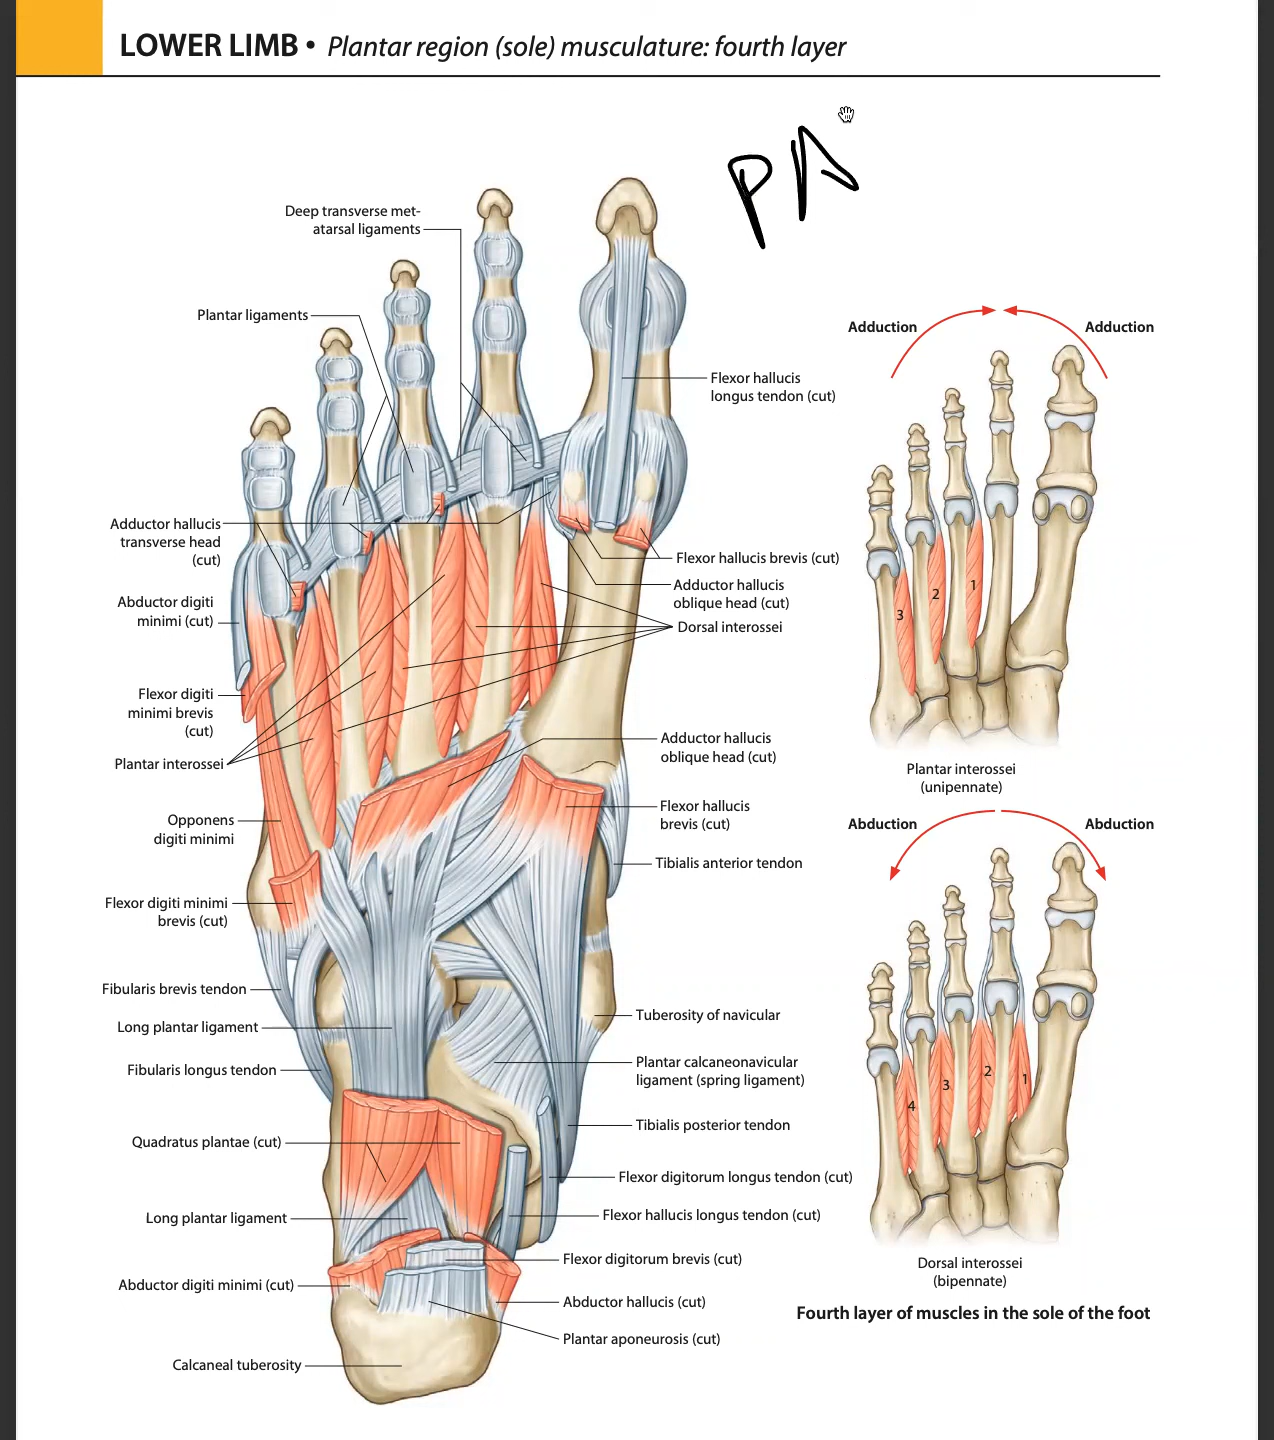 LOWER LIMB • Plantar region (sole) musculature: fourth layer
PA
Deep transverse met-
atarsal ligaments
Plantar ligaments
Adductor hallucis
transverse head
(cut)
Abductor digiti
minimi (cut)
Flexor digiti
minimi brevis
(cut)
Plantar interossei
Opponens
digiti minimi
Flexor digiti minimi
brevis (cut)
Fibularis brevis tendon
Long plantar ligament
Fibularis longus tendon
Quadratus plantae (cut)
Long plantar ligament
Abductor digiti minimi (cut)
Calcaneal tuberosity
Flexor hallucis
longus tendon (cut)
Flexor hallucis brevis (cut)
Adductor hallucis
oblique head (cut)
Dorsal interossei
Adductor hallucis
oblique head (cut)
Flexor hallucis
brevis (cut)
Tibialis anterior tendon
Tuberosity of navicular
Plantar calcaneonavicular
ligament (spring ligament)
Tibialis posterior tendon
Flexor digitorum longus tendon (cut)
Flexor hallucis longus tendon (cut)
Flexor digitorum brevis (cut)
Abductor hallucis (cut)
Plantar aponeurosis (cut)
Adduction Adduction
3 2 1
Plantar interossei
(unipennate)
Abduction Abduction
4 3 2 1
Dorsal interossei
(bipennate)
Fourth layer of muscles in the sole of the foot